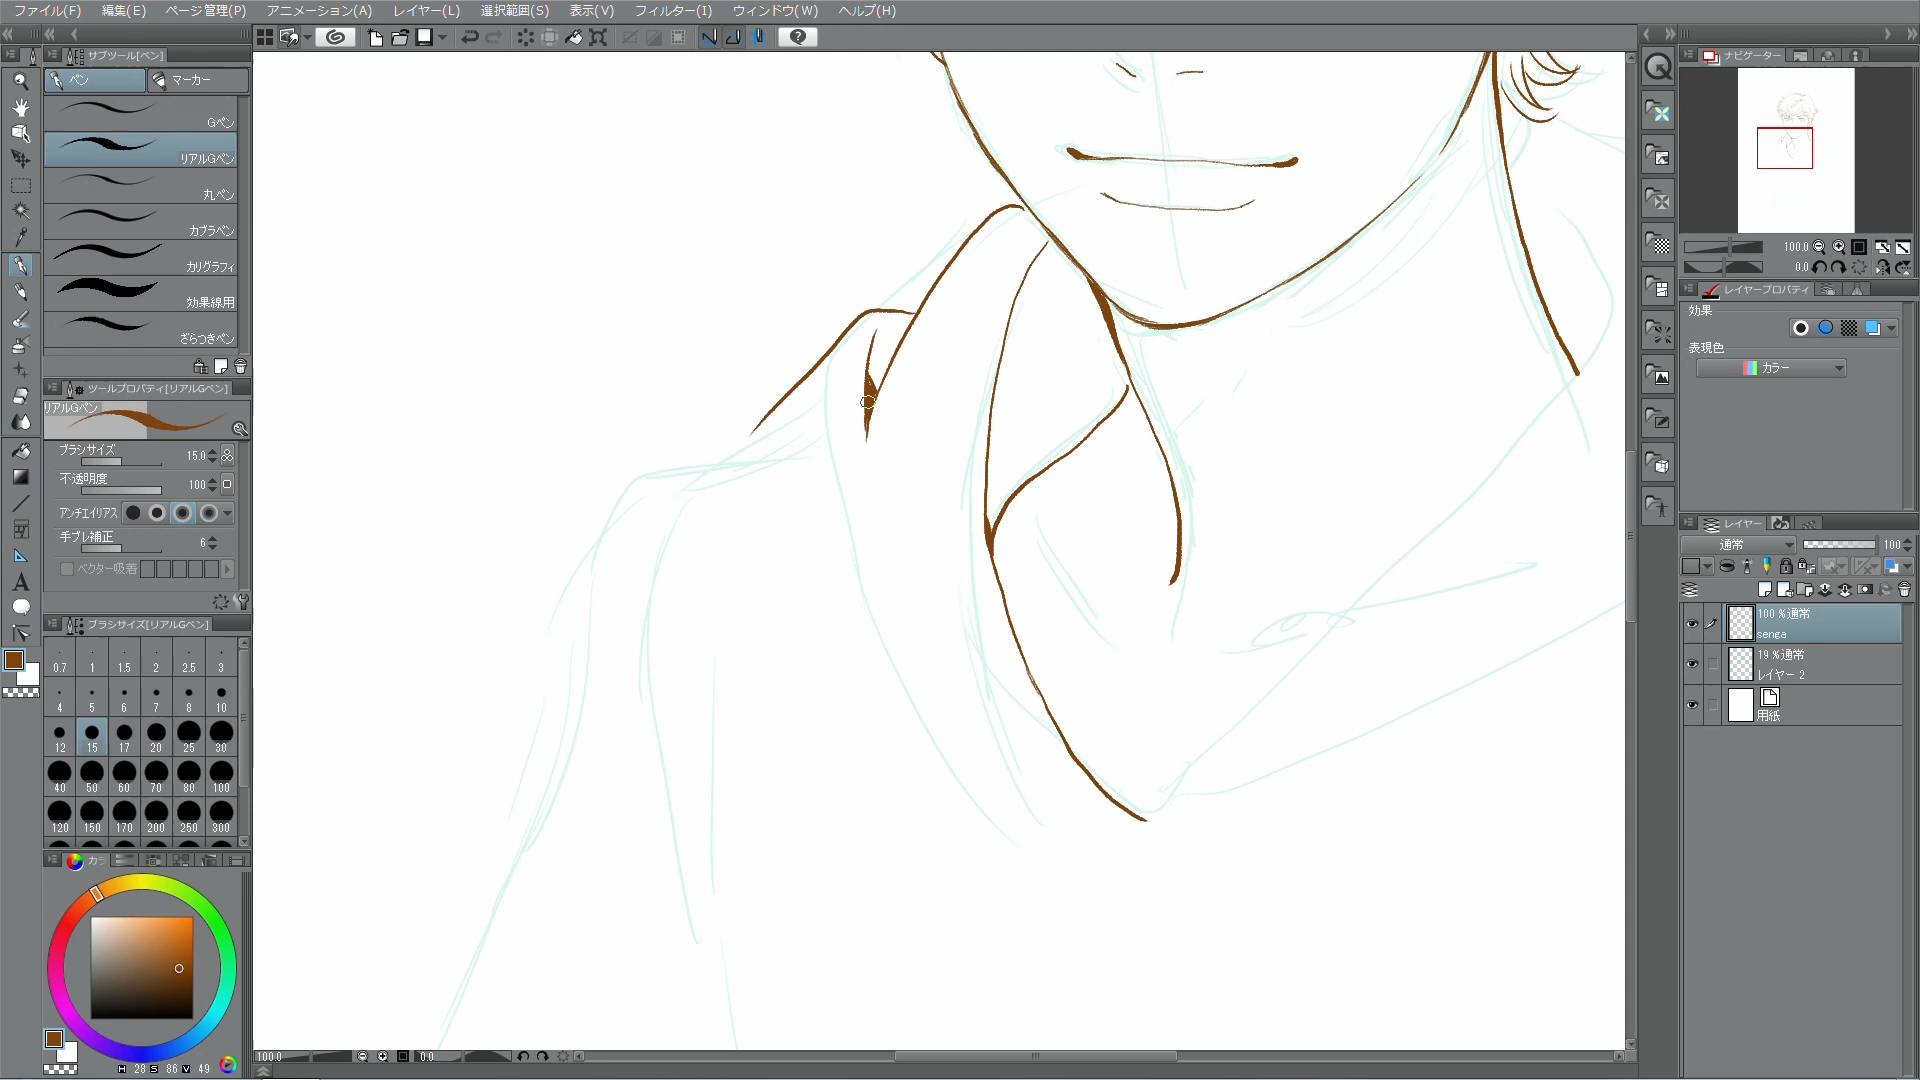 ファイル(F) 編集(E) ページ管理(P) アニメーション(A) レイヤー(L) 選択範囲(S) 表示(V) フィルター(I) ウィンドウ(W) ヘルプ(H)
サブツール[ペン]
ペン マーカー
Gペン
リアルGペン
丸ペン
カブラペン
カリグラフィ
効果線用
ざらつきペン
ツールプロパティ[リアルGペン]
リアルGペン
ブラシサイズ 15.0
不透明度 100
アンチエイリアス
手ブレ補正 6
ベクター吸着
ブラシサイズ[リアルGペン]
0.7 1 1.5 2 2.5 3
4 5 6 7 8 10
12 15 17 20 25 30
40 50 60 70 80 100
120 150 170 200 250 300
カラ
H 28 S 86 V 49
100.0 0.0
ナビゲーター
100.0
0.0
レイヤープロパティ
効果
表現色
カラー
レイヤー
通常 100
100 %通常
senga
19 %通常
レイヤー 2
用紙